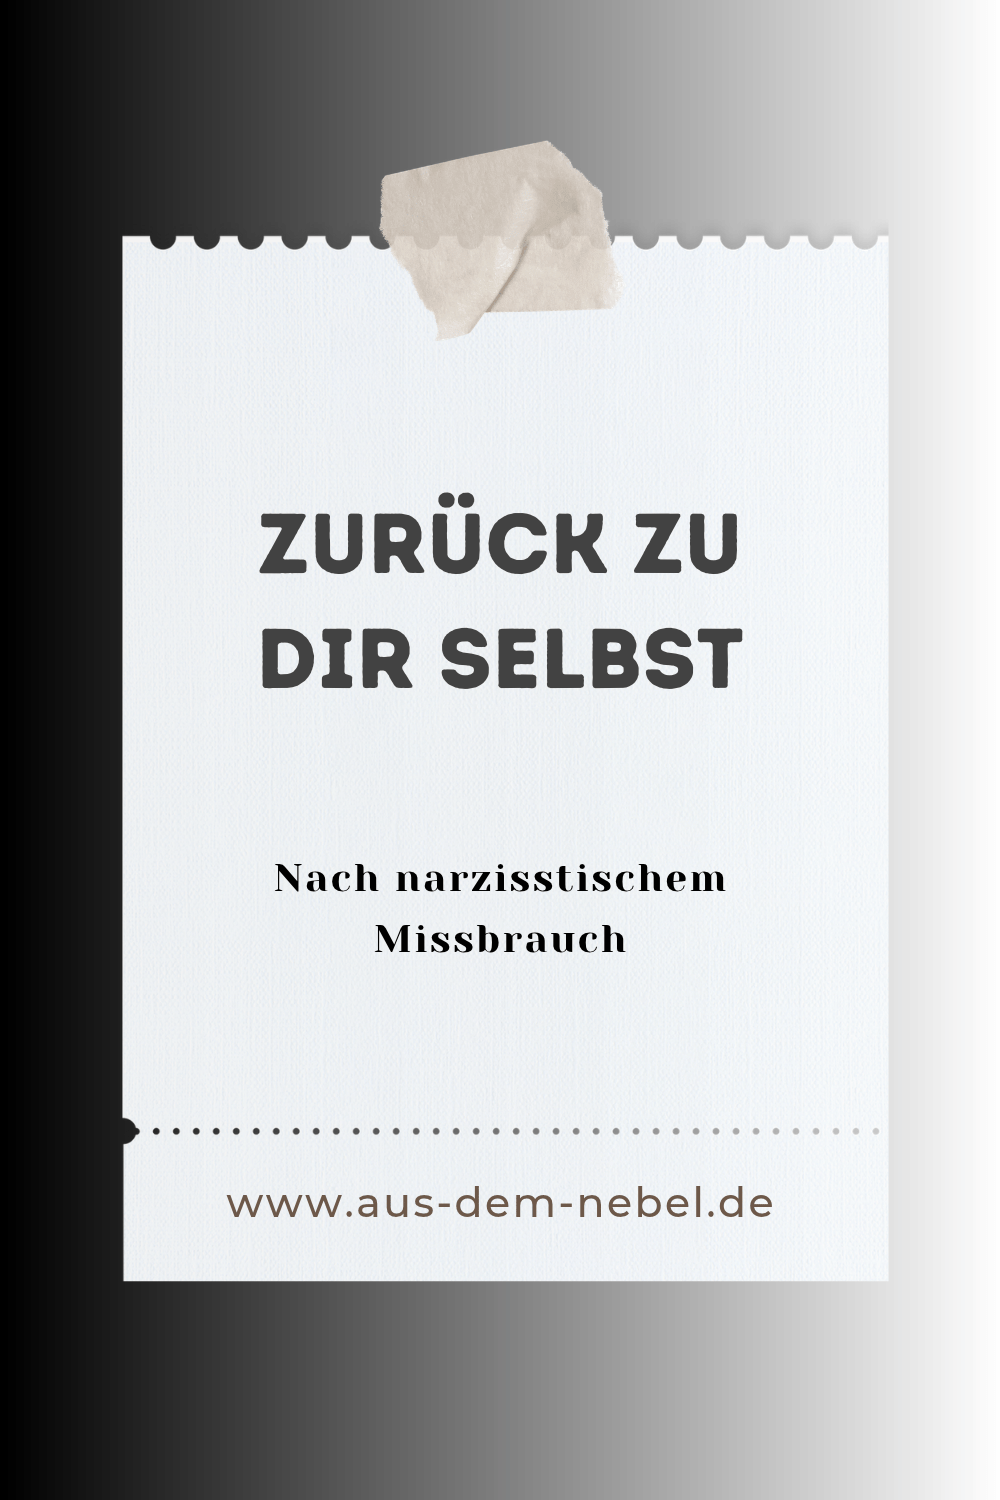 ZURÜCK ZU
DIR SELBST
Nach narzisstischem
Missbrauch
www.aus-dem-nebel.de